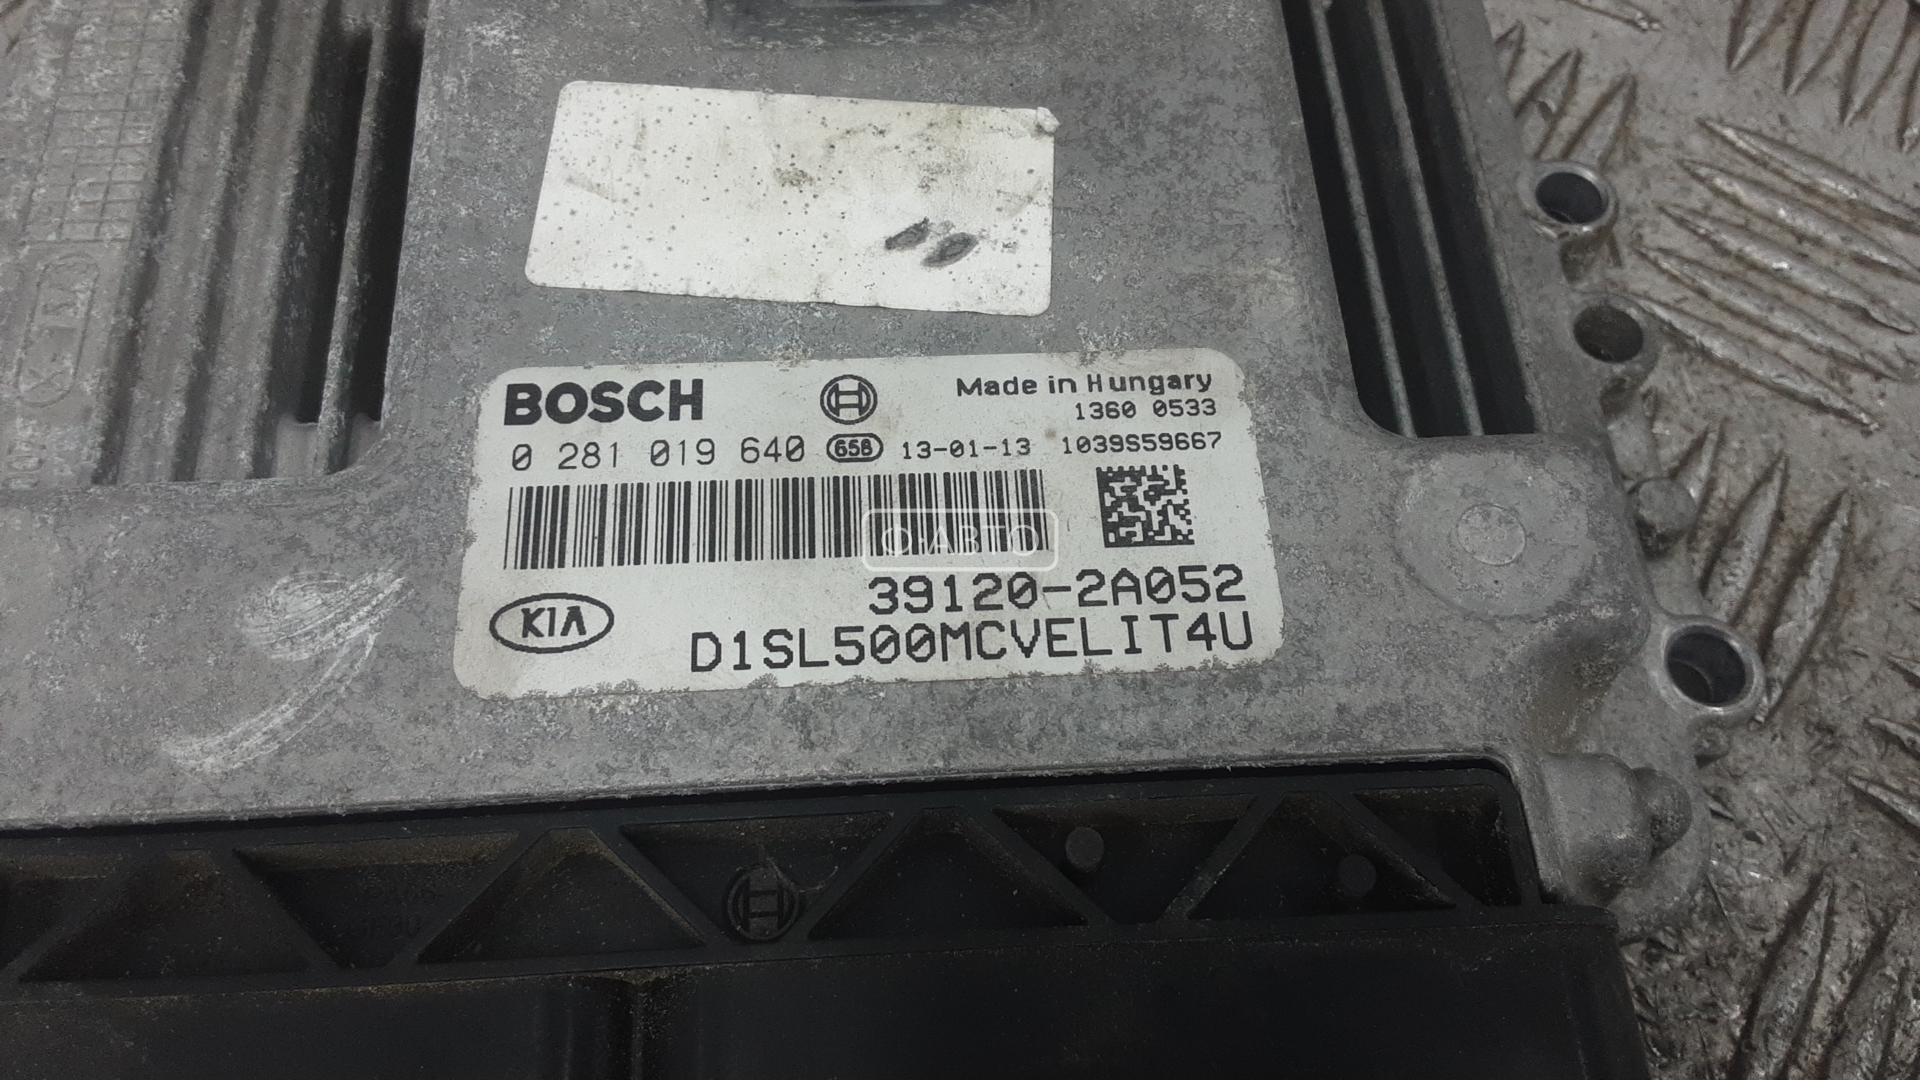 BOSCH
Made in Hungary
1360 0533
0 281 019 640 658 13-01-13 1039S59667
Ф-АВТО
39120-2A052
KIA
D1SL500MCVELIT4U